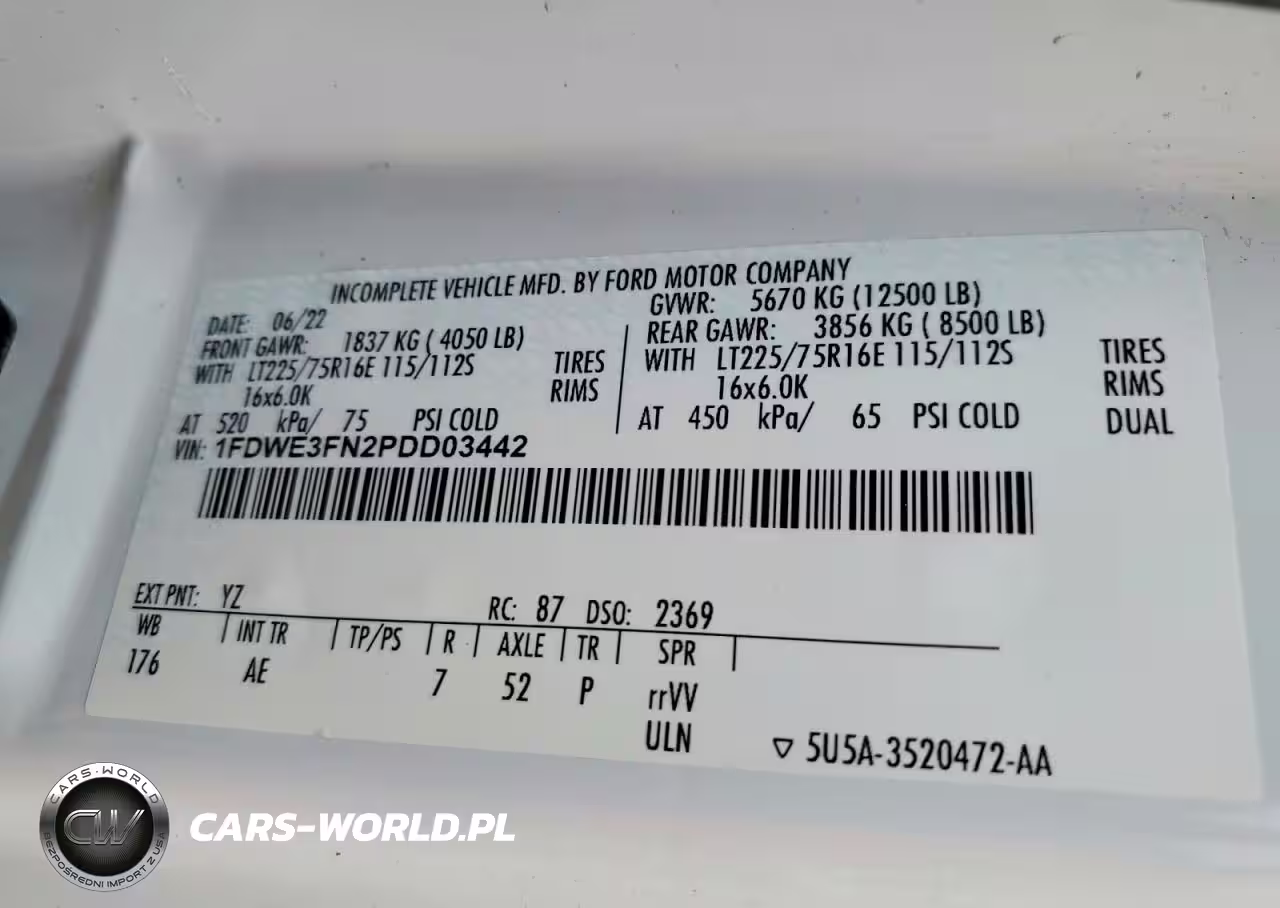 INCOMPLETE VEHICLE MFD. BY FORD MOTOR COMPANY
DATE: 06/22 GVWR: 5670 KG (12500 LB)
FRONT GAWR: 1837 KG ( 4050 LB) REAR GAWR: 3856 KG ( 8500 LB)
WITH LT225/75R16E 115/112S TIRES WITH LT225/75R16E 115/112S TIRES
16x6.0K RIMS 16x6.0K RIMS
AT 520 kPa/ 75 PSI COLD AT 450 kPa/ 65 PSI COLD DUAL
VIN: 1FDWE3FN2PDD03442
EXT PNT: YZ RC: 87 DSO: 2369
WB INT TR TP/PS R AXLE TR SPR
176 AE 7 52 P rrVV
ULN ▽ 5U5A-3520472-AA
CARS-WORLD
CW
BEZPOŚREDNI IMPORT Z USA
CARS-WORLD.PL